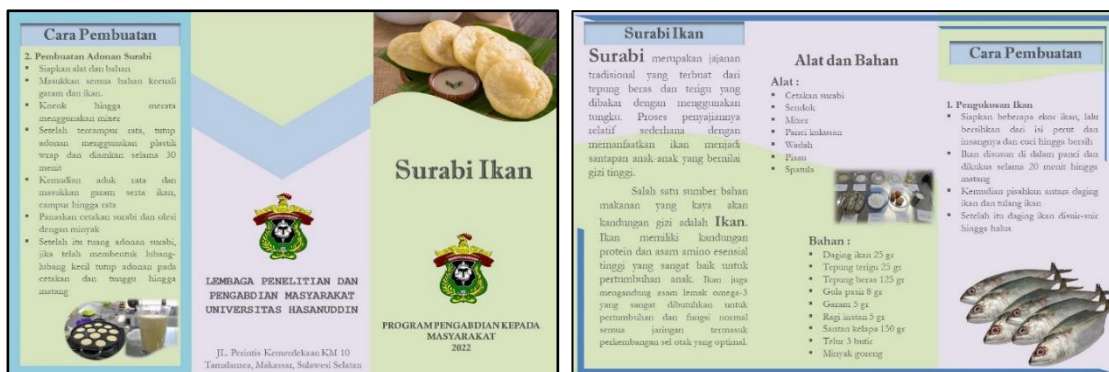 Cara Pembuatan
2. Pembuatan Adonan Surabi
Siapkan alat dan bahan
Masukkan semua bahan kecuali
garam dan ikan.
Kocok hingga merata
menggunakan mixer
Setelah tercampur rata, tutup
adonan menggunakan plastik
wrap dan diamkan selama 30
menit
Kemudian aduk rata dan
masukkan garam serta ikan,
campur hingga rata
Panaskan cetakan surabi dan olesi
dengan minyak
Setelah itu tuang adonan surabi,
jika telah membentuk lubang-
lubang kecil tutup adonan pada
cetakan dan tunggu hingga
matang
LEMBAGA PENELITIAN DAN
PENGABDIAN MASYARAKAT
UNIVERSITAS HASANUDDIN
JL. Perintis Kemerdekaan KM 10
Tamalanrea, Makassar, Sulawesi Selatan
Surabi Ikan
PROGRAM PENGABDIAN KEPADA
MASYARAKAT
2022
Surabi Ikan
Surabi merupakan jajanan
tradisional yang terbuat dari
tepung beras dan terigu yang
dibakar dengan menggunakan
tungku. Proses penyajiannya
relatif sederhana dengan
memanfaatkan ikan menjadi
santapan anak-anak yang bernilai
gizi tinggi.
Salah satu sumber bahan
makanan yang kaya akan
kandungan gizi adalah Ikan.
Ikan memiliki kandungan
protein dan asam amino esensial
tinggi yang sangat baik untuk
pertumbuhan anak. Ikan juga
mengandung asam lemak omega-3
yang sangat dibutuhkan untuk
pertumbuhan dan fungsi normal
semua jaringan termasuk
perkembangan sel otak yang optimal.
Alat dan Bahan
Alat :
Cetakan surabi
Sendok
Mixer
Panci kukusan
Wadah
Pisau
Spatula
Bahan :
Daging ikan 25 gr
Tepung terigu 25 gr
Tepung beras 125 gr
Gula pasir 8 gr
Garam 5 gr
Ragi instan 5 gr
Santan kelapa 150 gr
Telur 3 butir
Minyak goreng
Cara Pembuatan
1. Pengukusan Ikan
Siapkan beberapa ekor ikan, lalu
bersihkan dari isi perut dan
insangnya dan cuci hingga bersih
Ikan disusun di dalam panci dan
dikukus selama 20 menit hingga
matang
Kemudian pisahkan antara daging
ikan dan tulang ikan
Setelah itu daging ikan disuir-suir
hingga halus